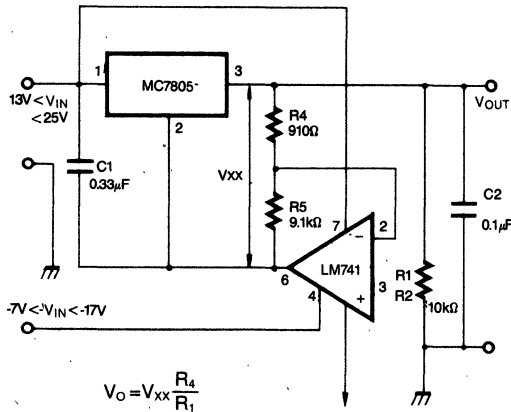 1
MC7805
3
2
13V < VIN
< 25V
C1
0.33µF
VXX
R4
910Ω
R5
9.1kΩ
7
−
2
6
LM741
4
+
3
-7V < -VIN < -17V
R1
R2
10kΩ
C2
0.1µF
VOUT
VO = VXX R4/R1